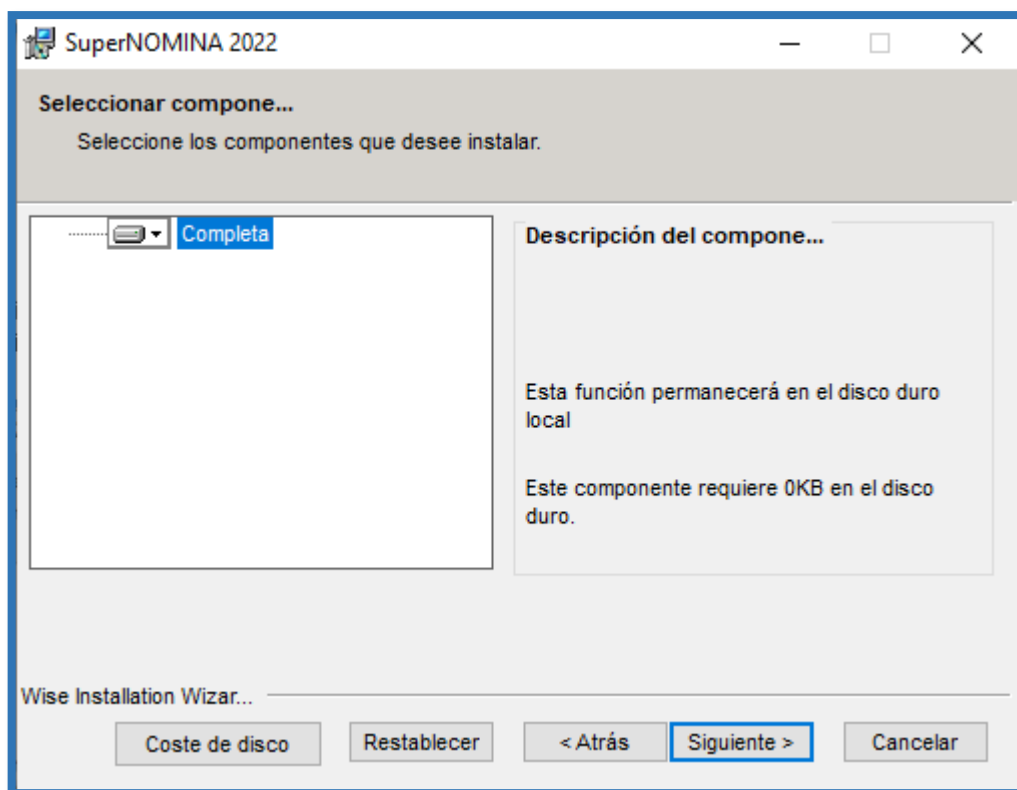 SuperNOMINA 2022
Seleccionar compone...
Seleccione los componentes que desee instalar.
Completa
Descripción del compone...
Esta función permanecerá en el disco duro
local
Este componente requiere 0KB en el disco
duro.
Wise Installation Wizar...
Coste de disco
Restablecer
< Atrás
Siguiente >
Cancelar